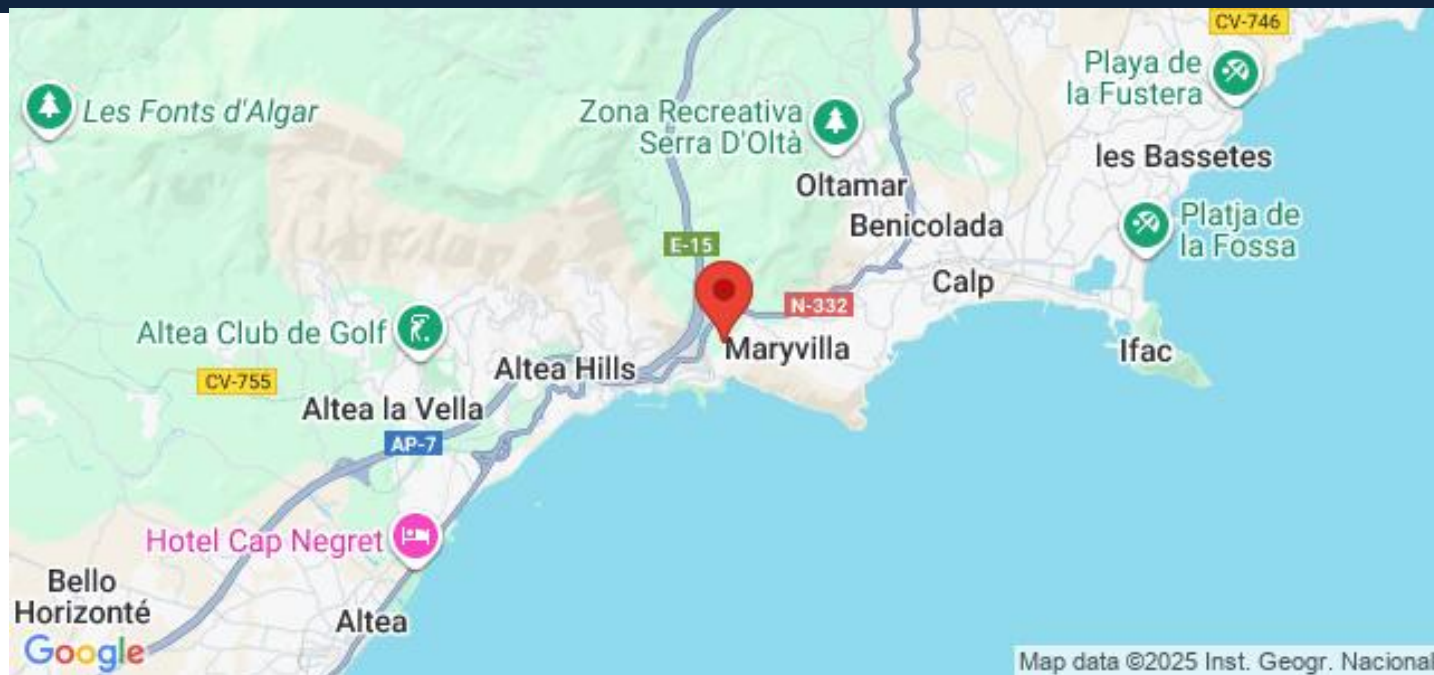 CV-746
Playa de
la Fustera
Les Fonts d'Algar
Zona Recreativa
Serra D'Oltà
les Bassetes
Oltamar
Benicolada
Platja de
la Fossa
E-15
Calp
N-332
Altea Club de Golf
Maryvilla
Ifac
Altea Hills
CV-755
Altea la Vella
AP-7
Hotel Cap Negret
Bello
Horizonté
Altea
Google
Map data ©2025 Inst. Geogr. Nacional